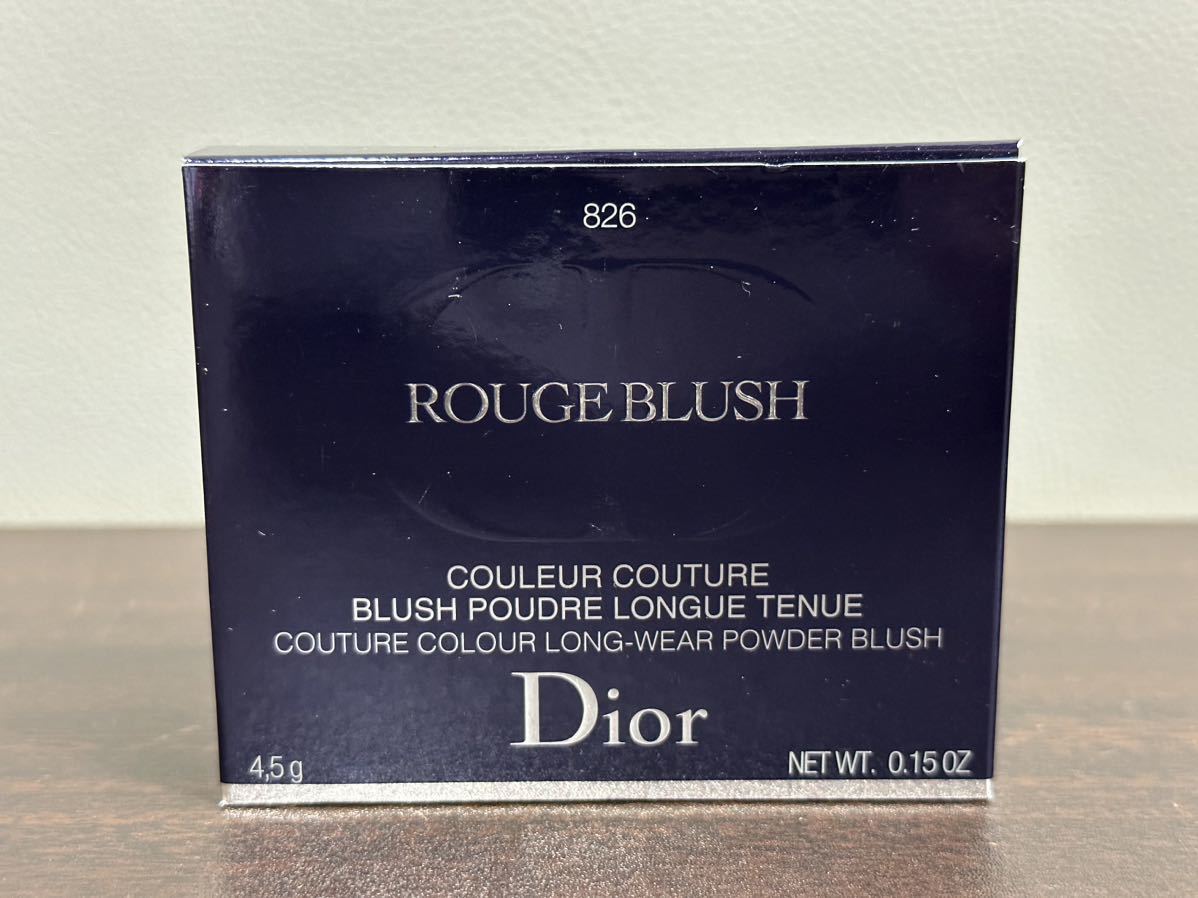 826
ROUGE BLUSH
COULEUR COUTURE
BLUSH POUDRE LONGUE TENUE
COUTURE COLOUR LONG-WEAR POWDER BLUSH
Dior
4,5 g NET WT. 0.15 OZ